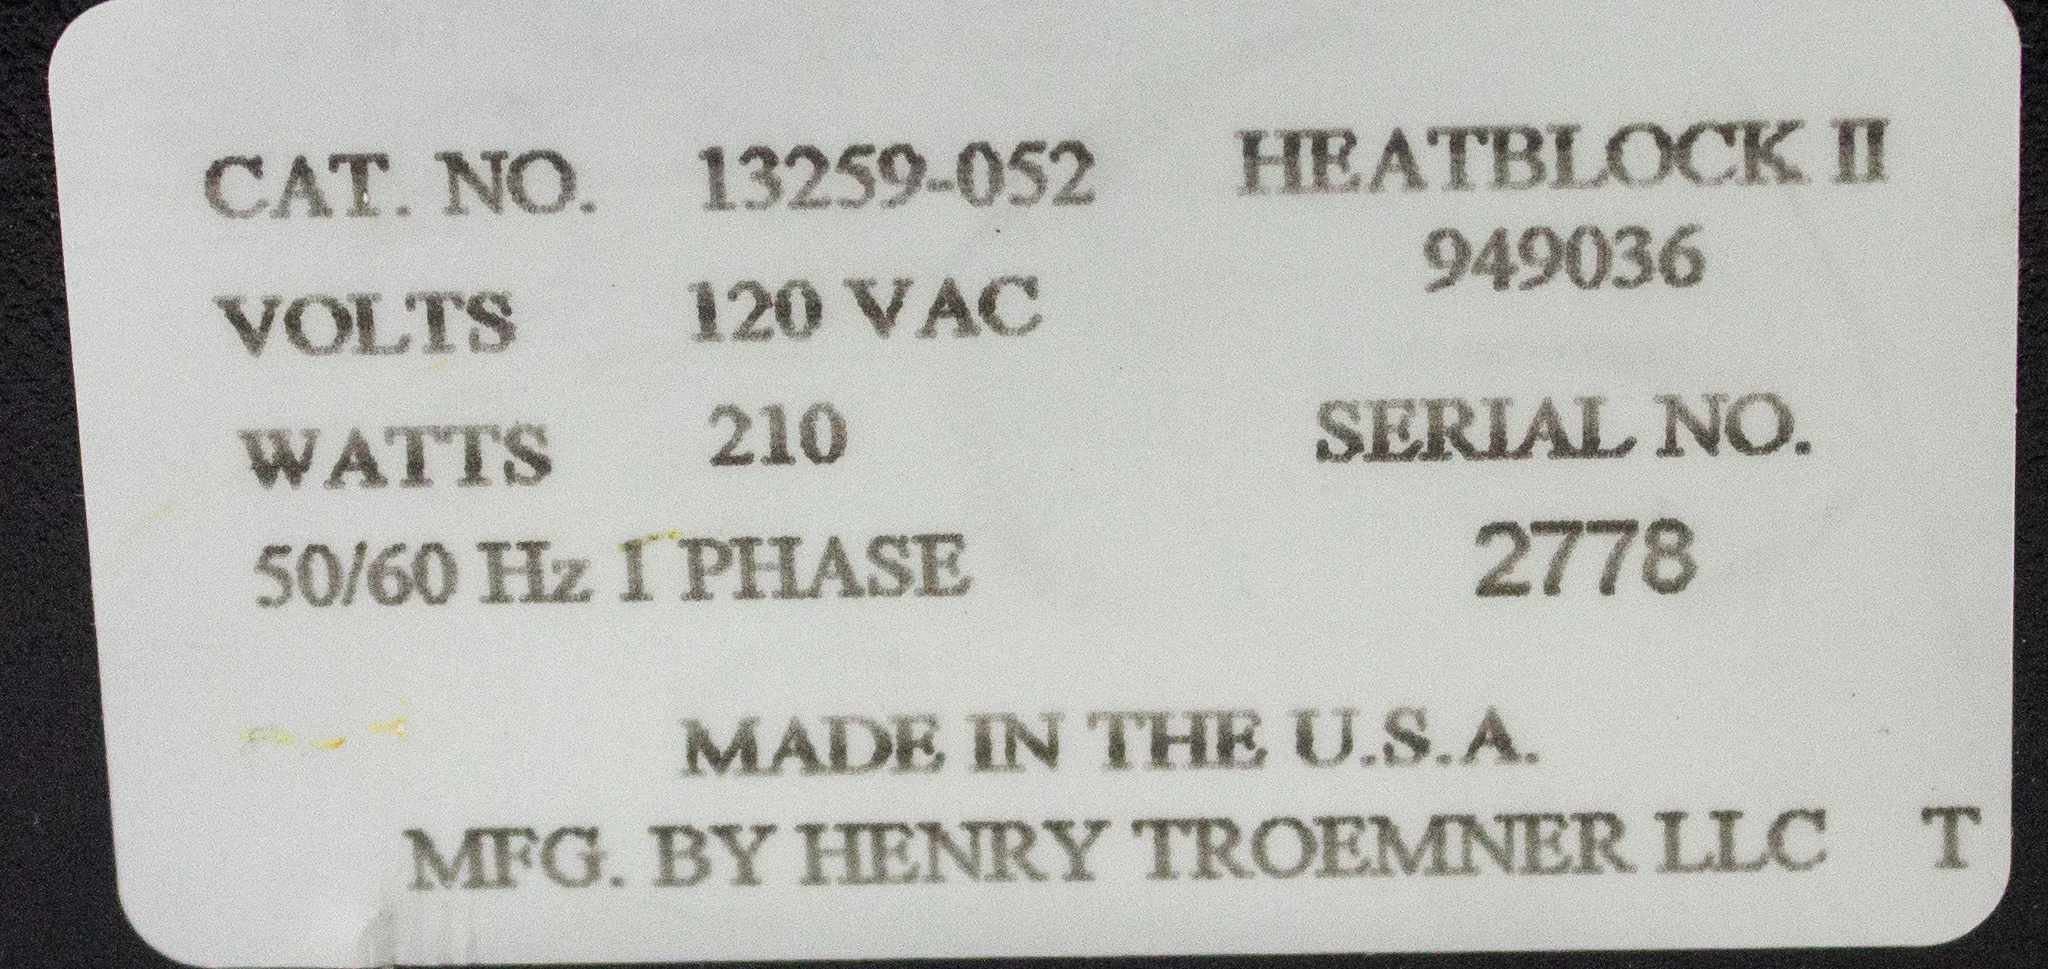 CAT. NO. 13259-052 HEATBLOCK II
949036
VOLTS 120 VAC
WATTS 210 SERIAL NO.
50/60 Hz 1 PHASE 2778
MADE IN THE U.S.A.
MFG. BY HENRY TROEMNER LLC T